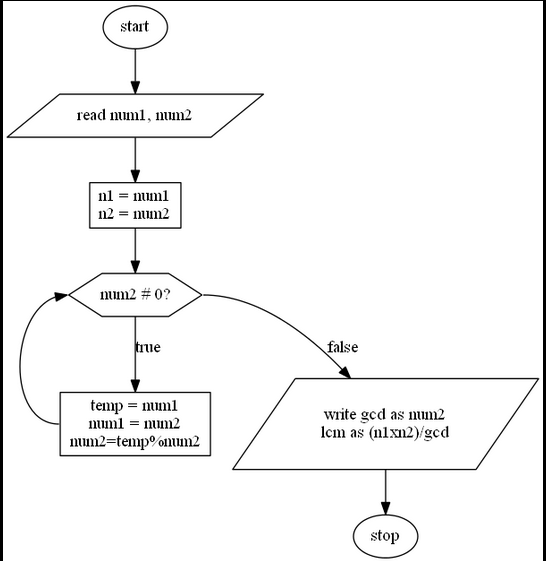 start
read num1, num2
n1 = num1
n2 = num2
num2 # 0?
true
false
temp = num1
num1 = num2
num2=temp%num2
write gcd as num2
lcm as (n1xn2)/gcd
stop